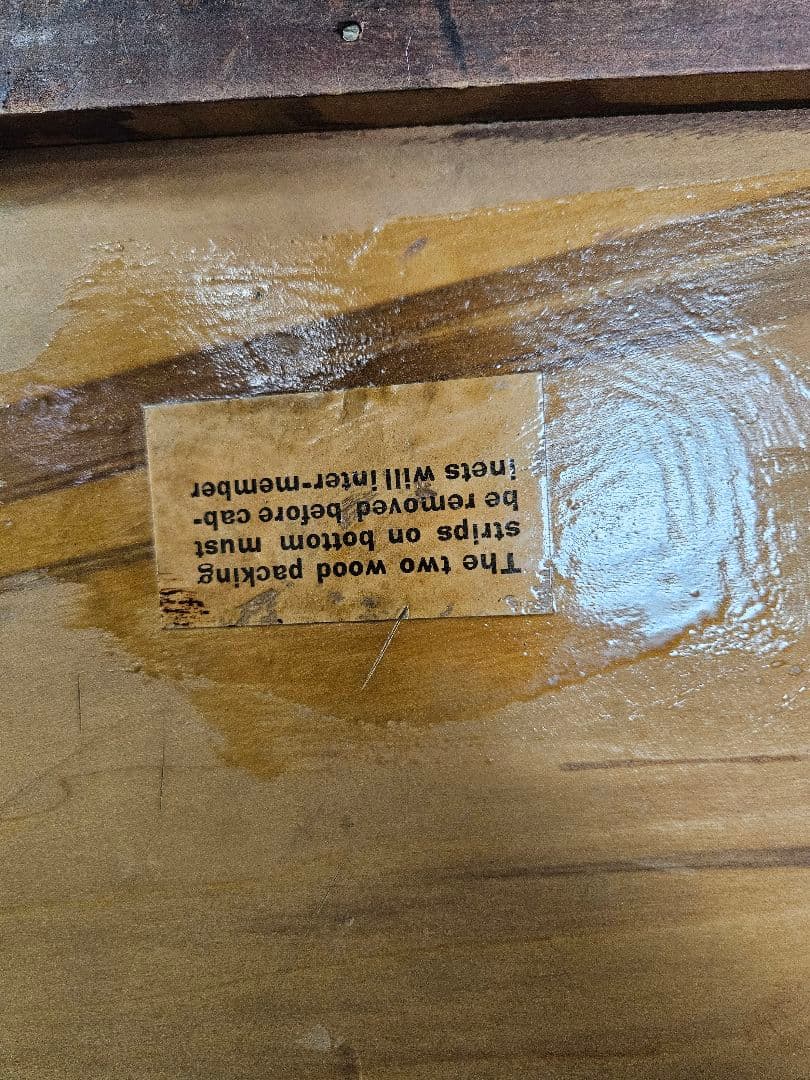 The two wood packing
strips on bottom must
be removed before cab-
inets will inter-member